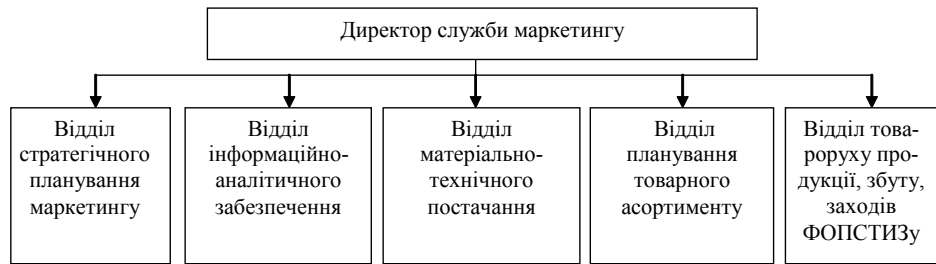 Директор служби маркетингу
Відділ
стратегічного
планування
маркетингу
Відділ
інформаційно-
аналітичного
забезпечення
Відділ
матеріально-
технічного
постачання
Відділ
планування
товарного
асортименту
Відділ това-
роруху про-
дукції, збуту,
заходів
ФОПСТИЗу